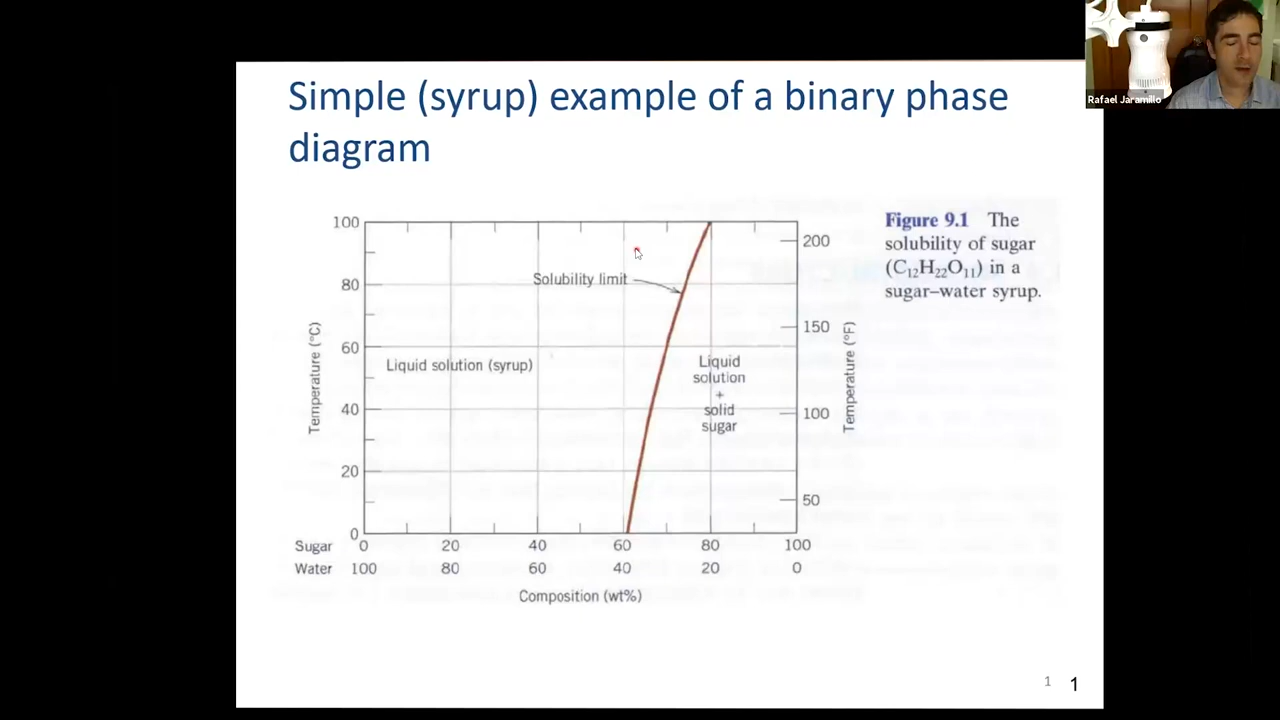 Simple (syrup) example of a binary phase
diagram
Rafael Jaramillo
Figure 9.1 The
solubility of sugar
(C₁₂H₂₂O₁₁) in a
sugar–water syrup.
100
80
60
40
20
0
Temperature (°C)
Solubility limit
Liquid solution (syrup)
Liquid
solution
+
solid
sugar
200
150
100
50
Temperature (°F)
Sugar 0 20 40 60 80 100
Water 100 80 60 40 20 0
Composition (wt%)
1 1